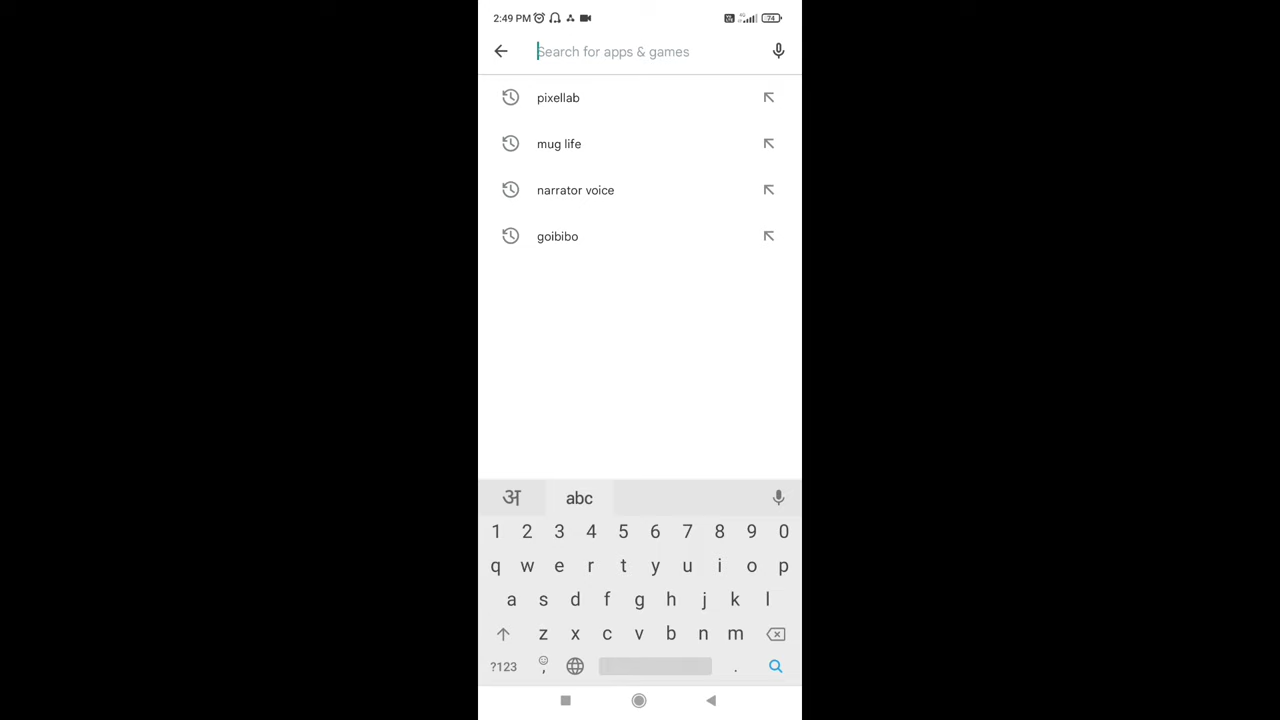 2:49 PM 74
Search for apps & games
pixellab
mug life
narrator voice
goibibo
अ abc
1 2 3 4 5 6 7 8 9 0
q w e r t y u i o p
a s d f g h j k l
z x c v b n m
?123 , .